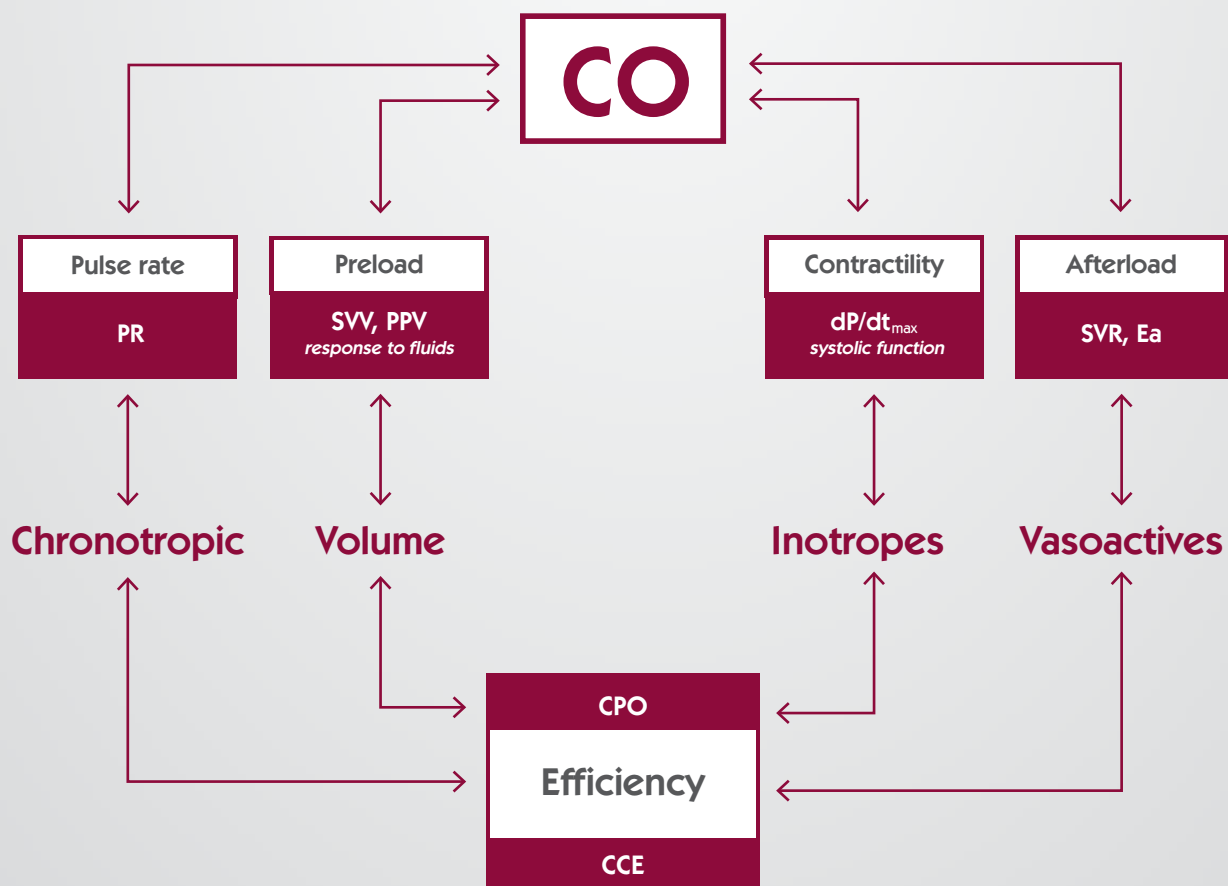 CO
Pulse rate
PR
Preload
SVV, PPV
response to fluids
Contractility
dP/dtmax
systolic function
Afterload
SVR, Ea
Chronotropic
Volume
Inotropes
Vasoactives
CPO
Efficiency
CCE